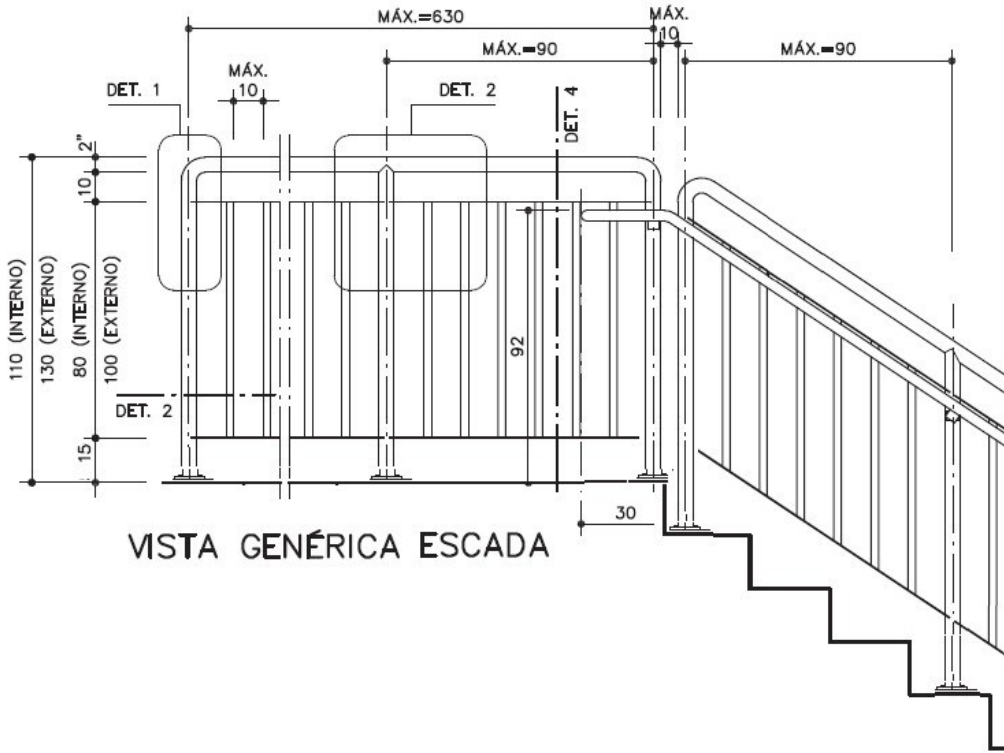 MÁX.=630
MÁX.
10
MÁX.=90
MÁX.=90
DET. 1
MÁX.
10
DET. 2
DET. 4
2"
10
110 (INTERNO)
130 (EXTERNO)
80 (INTERNO)
100 (EXTERNO)
92
DET. 2
15
30
VISTA GENÉRICA ESCADA